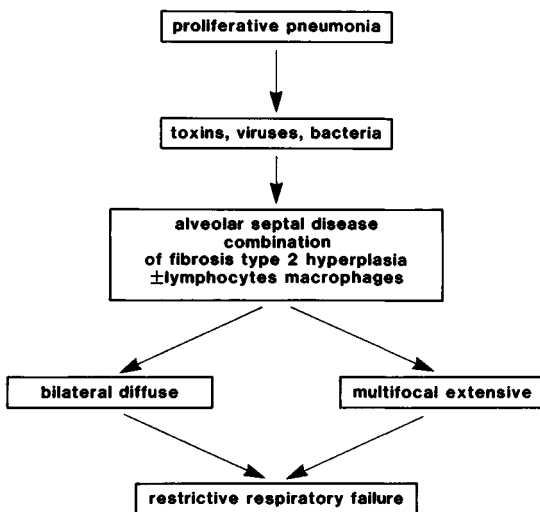 proliferative pneumonia
toxins, viruses, bacteria
alveolar septal disease
combination
of fibrosis type 2 hyperplasia
±lymphocytes macrophages
bilateral diffuse
multifocal extensive
restrictive respiratory failure